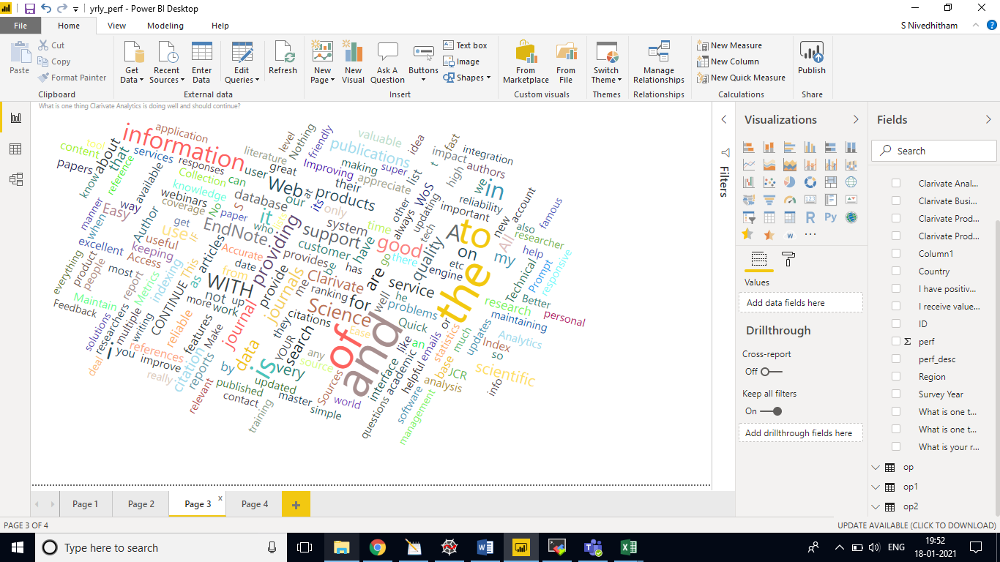 yrly_perf - Power BI Desktop
File Home View Modeling Help S Nivedhitham
Paste Cut Copy Format Painter
Get Data Recent Sources Enter Data Edit Queries Refresh
New Page New Visual Ask A Question Buttons Text box Image Shapes
From Marketplace From File Switch Theme Manage Relationships
New Measure New Column New Quick Measure Publish
Clipboard External data Insert Custom visuals Themes Relationships Calculations Share
What is one thing Clarivate Analytics is doing well and should continue?
application information level Nothing friendly valuable publications idea fast impact integration
content tool about that services responses literature user great Improving making super list t high authors
papers know reference available Collection can Web our at their appreciate we in
knowledge webinars coverage No S database its products only other WoS updating reliability important account famous
manner when Easy way Author get paper it who providing system time always tech new also
excellent use IF EndNote support good A to All researcher
everything product people most Access useful keeping This articles Accurate date customer provides have go there quality on my help Prompt responsive
report Metrics indexing as from journals provide be has are etc engine the Technical
Feedback Maintain CONTINUE WITH not up me Clarivate ranking for service Better
solutions researchers multiple writing more work journal they citations Science well he problems or research maintaining personal
reliable features Make data YOUR search of and Ease Quick statistics much updates Index Analytics
deal i you references improve citation reports by is very any source like an emails base so scientific
really relevant published updated Sources interface academic helpful JCR analysis info
contact training master simple world questions software management
Filters
Visualizations
Values
Add data fields here
Drillthrough
Cross-report
Off
Keep all filters
On
Add drillthrough fields here
Fields
Search
Clarivate Anal...
Clarivate Busi...
Clarivate Prod...
Clarivate Prod...
Column1
Country
I have positiv...
I receive value...
ID
perf
perf_desc
Region
Survey Year
What is one t...
What is one t...
What is your r...
op
op1
op2
Page 1 Page 2 Page 3 x Page 4
PAGE 3 OF 4 UPDATE AVAILABLE (CLICK TO DOWNLOAD)
Type here to search
ENG
19:52
18-01-2021